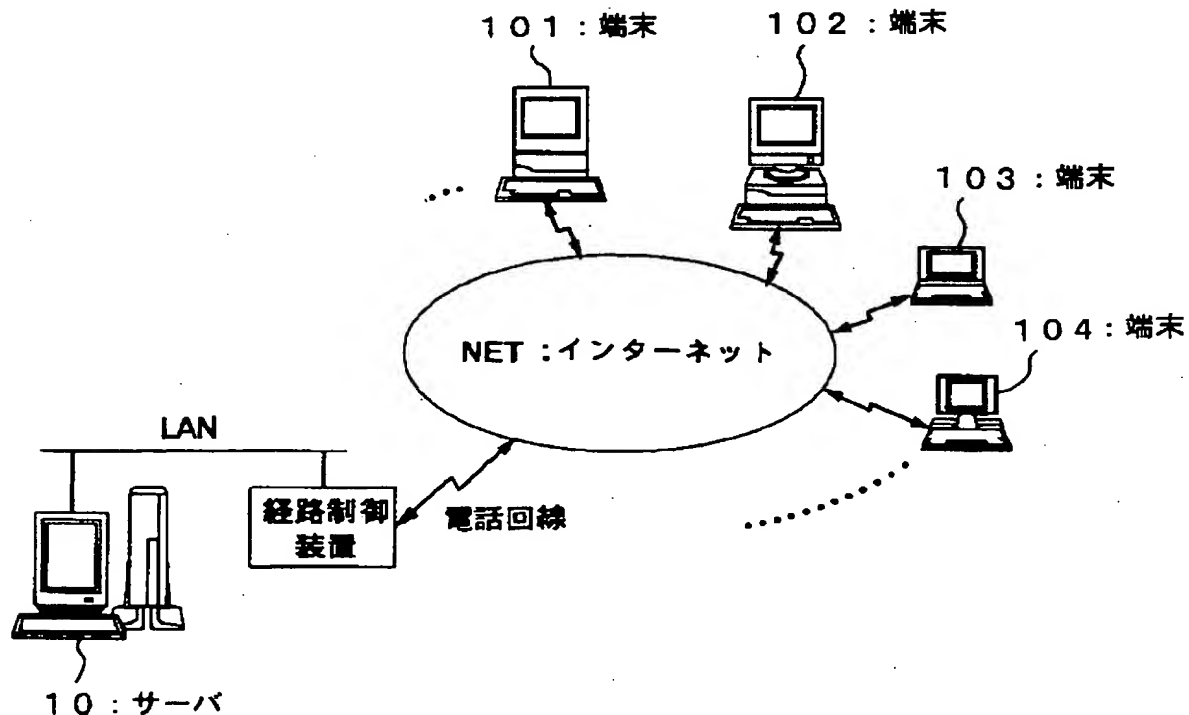 101:端末
102:端末
103:端末
104:端末
NET:インターネット
LAN
経路制御
装置
電話回線
10:サーバ